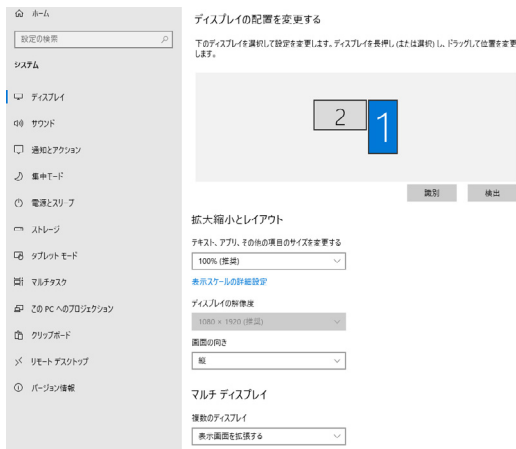 ホーム
設定の検索
システム
ディスプレイ
サウンド
通知とアクション
集中モード
電源とスリープ
ストレージ
タブレット モード
マルチタスク
この PC へのプロジェクション
クリップボード
リモート デスクトップ
バージョン情報
ディスプレイの配置を変更する
下のディスプレイを選択して設定を変更します。ディスプレイを長押し (または選択) し、ドラッグして位置を変更
します。
2
1
識別
検出
拡大縮小とレイアウト
テキスト、アプリ、その他の項目のサイズを変更する
100% (推奨)
表示スケールの詳細設定
ディスプレイの解像度
1080 × 1920 (推奨)
画面の向き
縦
マルチ ディスプレイ
複数のディスプレイ
表示画面を拡張する